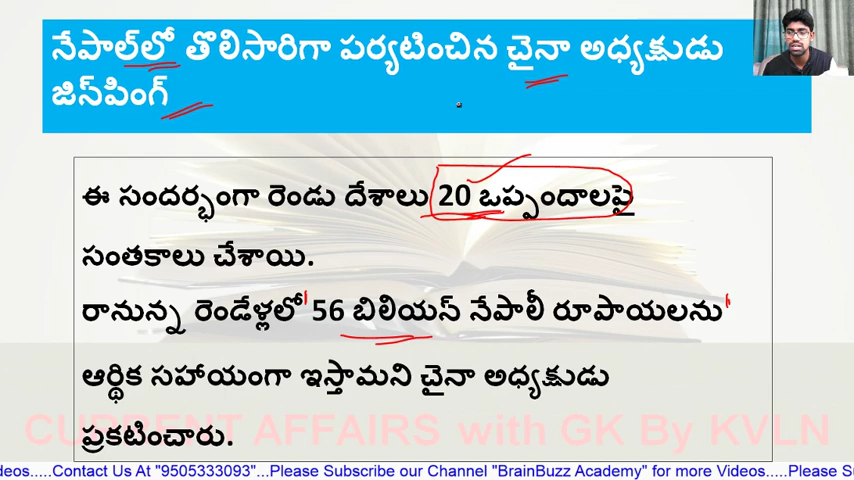 నేపాల్‌లో తొలిసారిగా పర్యటించిన చైనా అధ్యక్షుడు
జిన్‌పింగ్
ఈ సందర్భంగా రెండు దేశాలు 20 ఒప్పందాలపై
సంతకాలు చేశాయి.
రానున్న రెండేళ్లలో 56 బిలియన్ నేపాలీ రూపాయలను
ఆర్థిక సహాయంగా ఇస్తామని చైనా అధ్యక్షుడు
ప్రకటించారు.
CURRENT AFFAIRS with GK By KVLN
deos.....Contact Us At "9505333093"...Please Subscribe our Channel "BrainBuzz Academy" for more Videos.....Please S